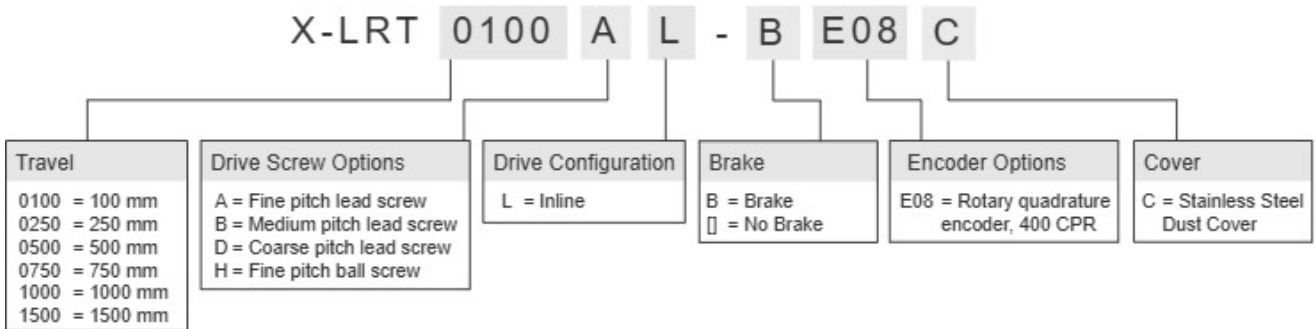 X-LRT 0100 A L - B E08 C
Travel
0100 = 100 mm
0250 = 250 mm
0500 = 500 mm
0750 = 750 mm
1000 = 1000 mm
1500 = 1500 mm
Drive Screw Options
A = Fine pitch lead screw
B = Medium pitch lead screw
D = Coarse pitch lead screw
H = Fine pitch ball screw
Drive Configuration
L = Inline
Brake
B = Brake
[] = No Brake
Encoder Options
E08 = Rotary quadrature
encoder, 400 CPR
Cover
C = Stainless Steel
Dust Cover